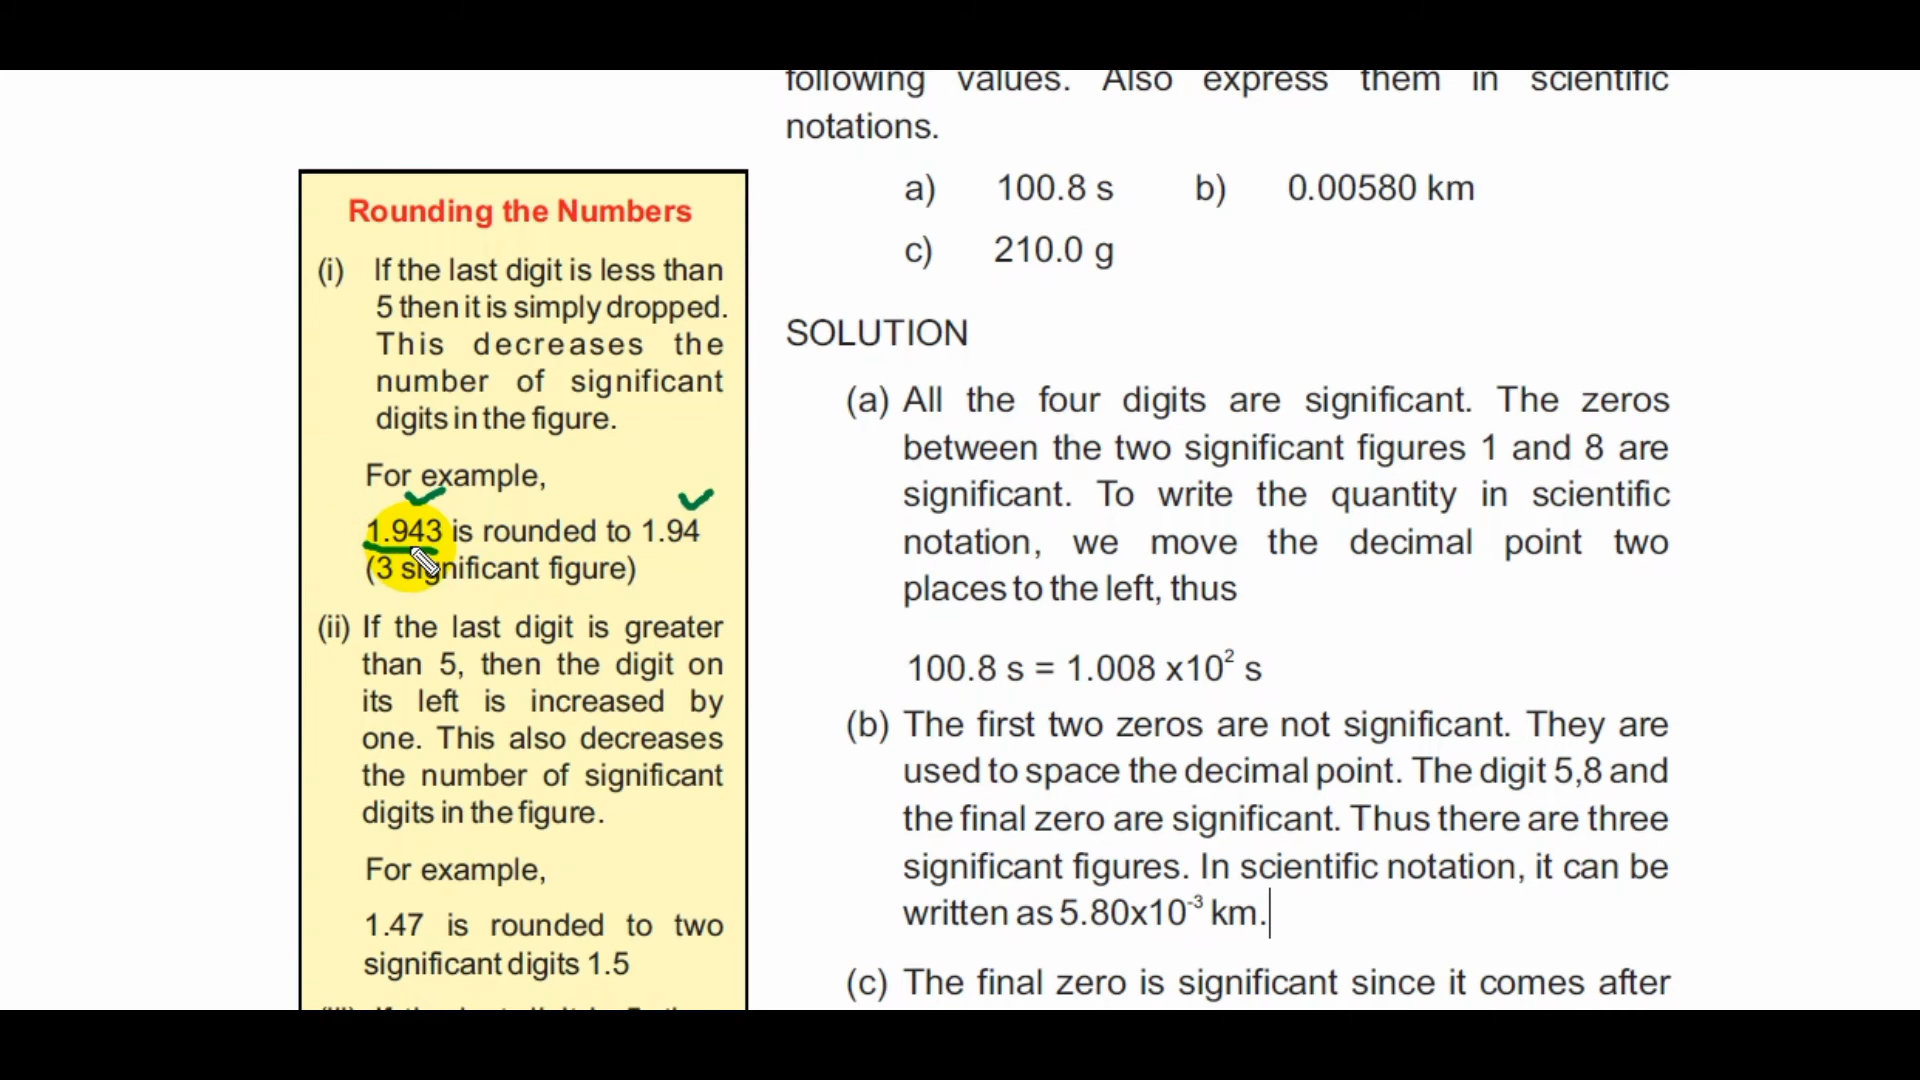 following values. Also express them in scientific
notations.
a) 100.8 s b) 0.00580 km
c) 210.0 g
Rounding the Numbers
(i) If the last digit is less than
5 then it is simply dropped.
This decreases the
number of significant
digits in the figure.
For example,
1.943 is rounded to 1.94
(3 significant figure)
(ii) If the last digit is greater
than 5, then the digit on
its left is increased by
one. This also decreases
the number of significant
digits in the figure.
For example,
1.47 is rounded to two
significant digits 1.5
SOLUTION
(a) All the four digits are significant. The zeros
between the two significant figures 1 and 8 are
significant. To write the quantity in scientific
notation, we move the decimal point two
places to the left, thus
100.8 s = 1.008 x10² s
(b) The first two zeros are not significant. They are
used to space the decimal point. The digit 5,8 and
the final zero are significant. Thus there are three
significant figures. In scientific notation, it can be
written as 5.80x10⁻³ km.
(c) The final zero is significant since it comes after